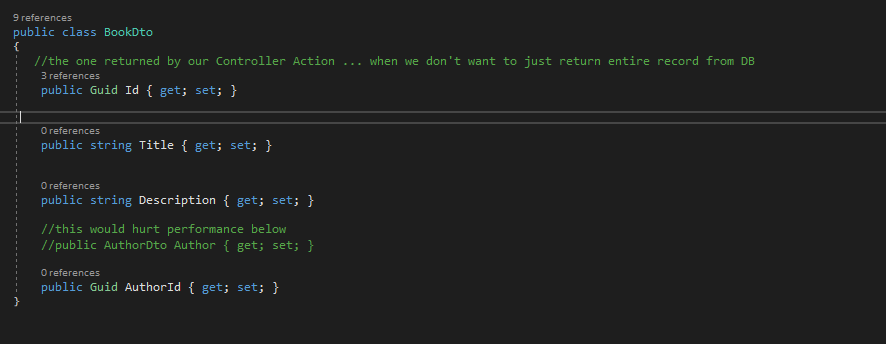 9 references
public class BookDto
{
//the one returned by our Controller Action ... when we don't want to just return entire record from DB
3 references
public Guid Id { get; set; }
0 references
public string Title { get; set; }
0 references
public string Description { get; set; }
//this would hurt performance below
//public AuthorDto Author { get; set; }
0 references
public Guid AuthorId { get; set; }
}